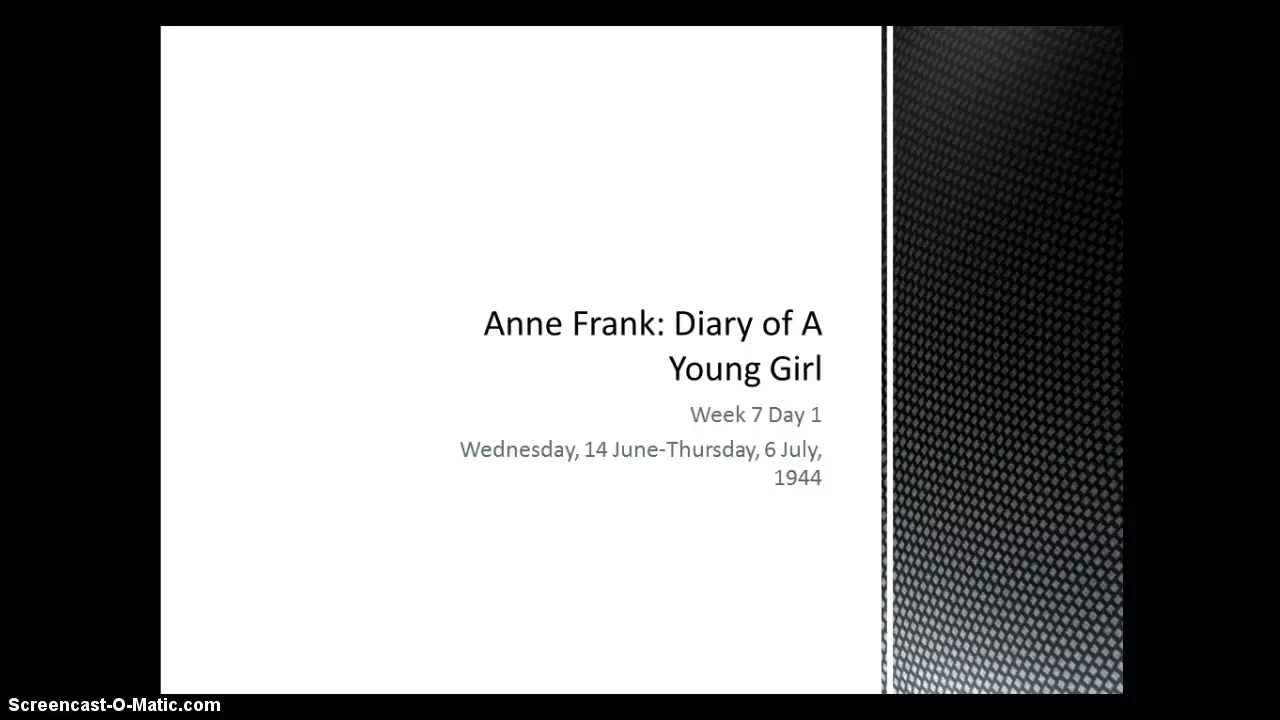 Anne Frank: Diary of A
Young Girl
Week 7 Day 1
Wednesday, 14 June-Thursday, 6 July,
1944
Screencast-O-Matic.com